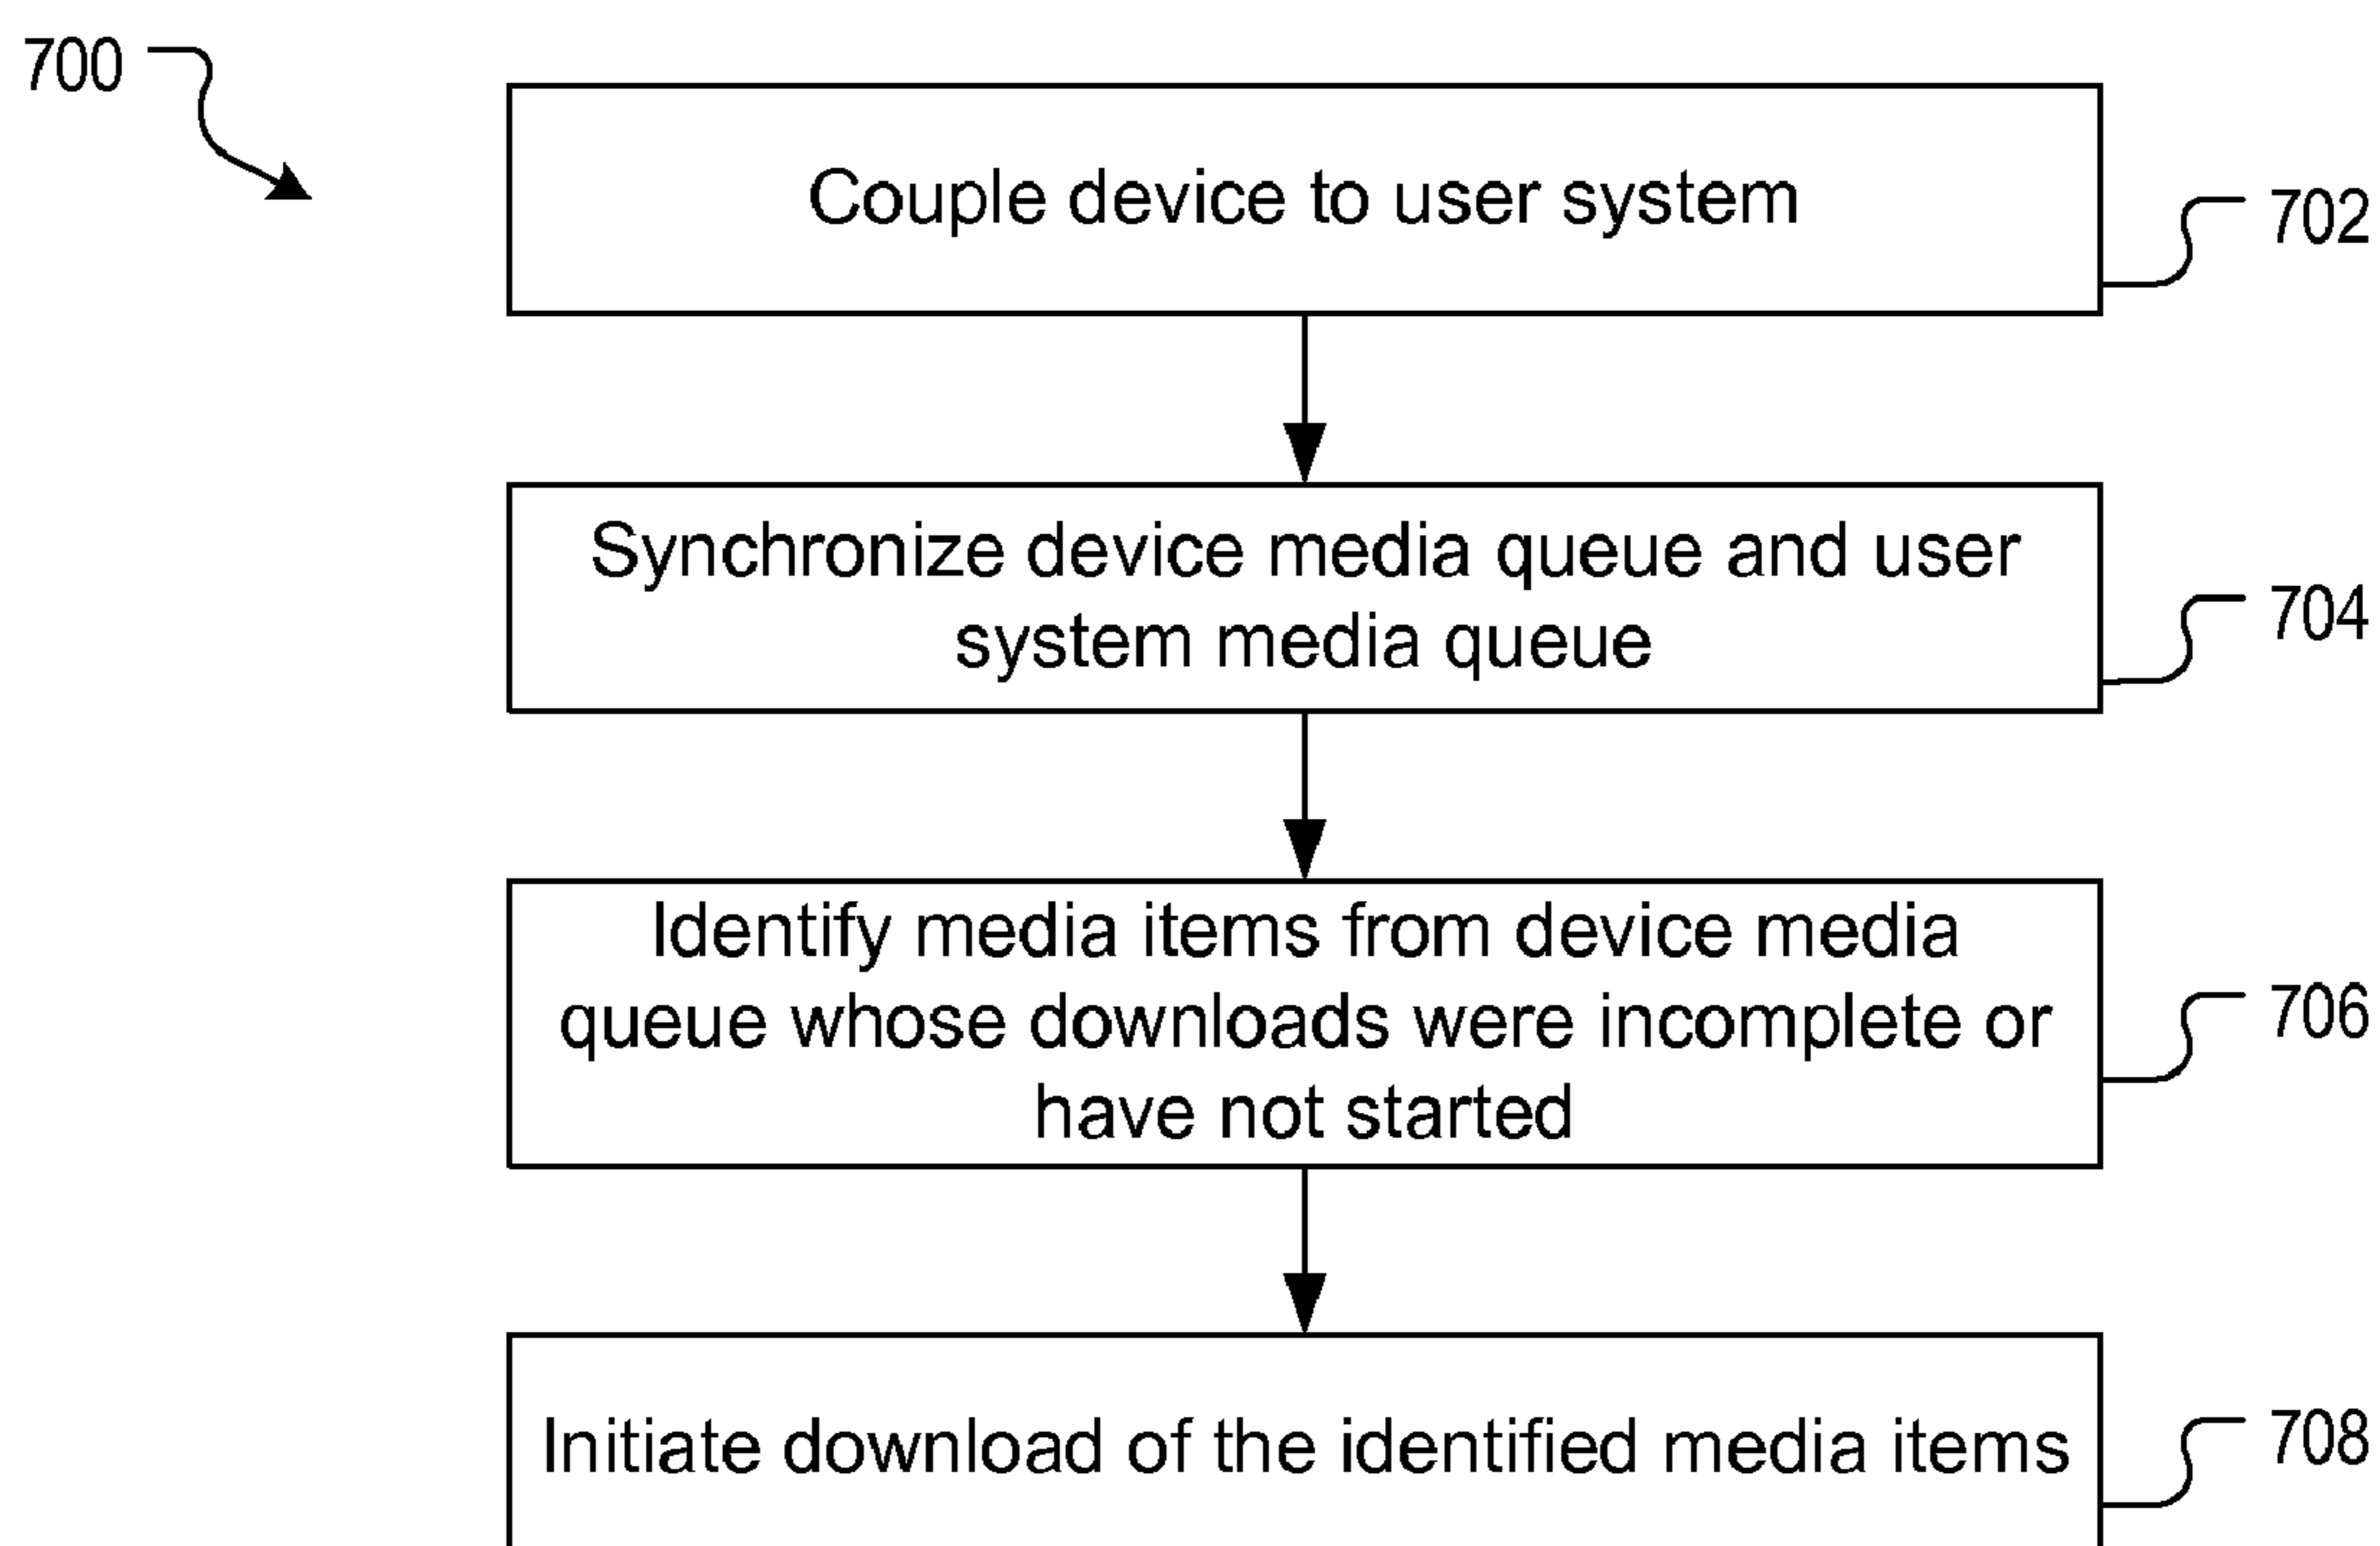 700
Couple device to user system
702
Synchronize device media queue and user
system media queue
704
Identify media items from device media
queue whose downloads were incomplete or
have not started
706
Initiate download of the identified media items
708